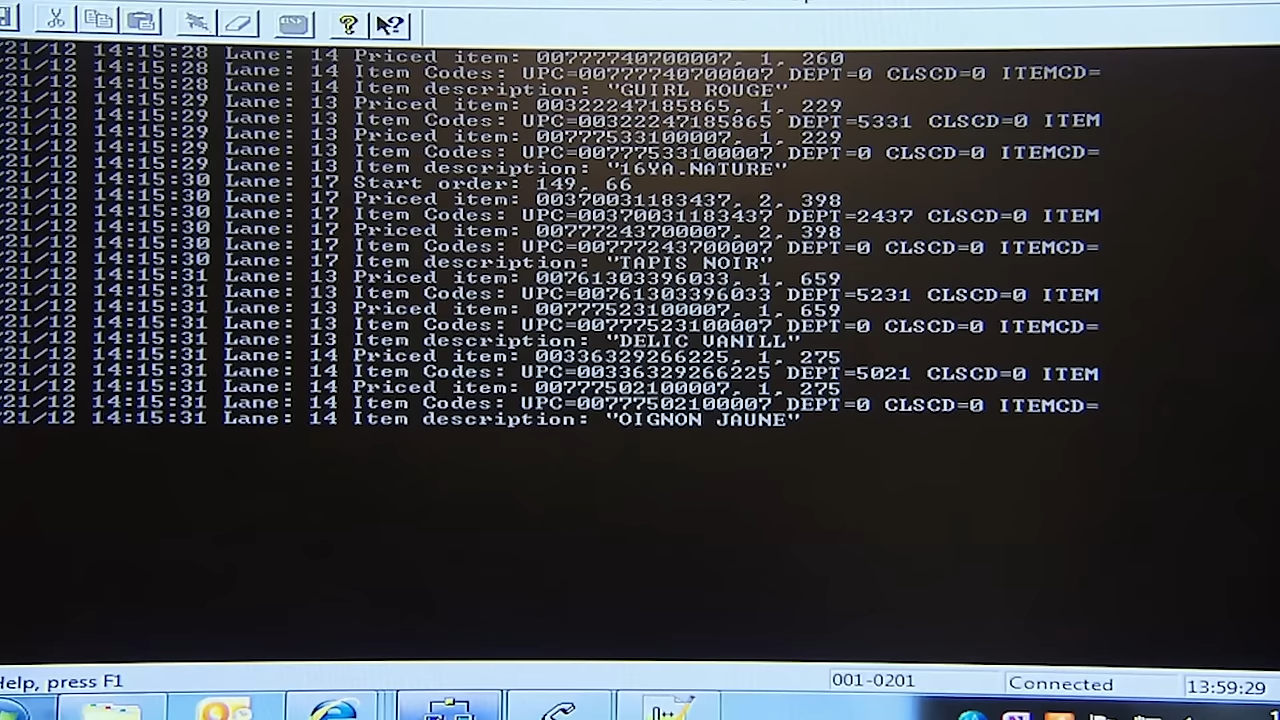 21/12 14:15:28 Lane: 14 Priced item: 00777740700007, 1, 260
21/12 14:15:28 Lane: 14 Item Codes: UPC=00777740700007 DEPT=0 CLSCD=0 ITEMCD=
21/12 14:15:28 Lane: 14 Item description: "GUIRL ROUGE"
21/12 14:15:29 Lane: 13 Priced item: 00322247185865, 1, 229
21/12 14:15:29 Lane: 13 Item Codes: UPC=00322247185865 DEPT=5331 CLSCD=0 ITEM
21/12 14:15:29 Lane: 13 Priced item: 00777533100007, 1, 229
21/12 14:15:29 Lane: 13 Item Codes: UPC=00777533100007 DEPT=0 CLSCD=0 ITEMCD=
21/12 14:15:29 Lane: 13 Item description: "16YA.NATURE"
21/12 14:15:30 Lane: 17 Start order: 149, 66
21/12 14:15:30 Lane: 17 Priced item: 00370031183437, 2, 398
21/12 14:15:30 Lane: 17 Item Codes: UPC=00370031183437 DEPT=2437 CLSCD=0 ITEM
21/12 14:15:30 Lane: 17 Priced item: 00777243700007, 2, 398
21/12 14:15:30 Lane: 17 Item Codes: UPC=00777243700007 DEPT=0 CLSCD=0 ITEMCD=
21/12 14:15:30 Lane: 17 Item description: "TAPIS NOIR"
21/12 14:15:31 Lane: 13 Priced item: 00761303396033, 1, 659
21/12 14:15:31 Lane: 13 Item Codes: UPC=00761303396033 DEPT=5231 CLSCD=0 ITEM
21/12 14:15:31 Lane: 13 Priced item: 00777523100007, 1, 659
21/12 14:15:31 Lane: 13 Item Codes: UPC=00777523100007 DEPT=0 CLSCD=0 ITEMCD=
21/12 14:15:31 Lane: 13 Item description: "DELIC VANILL"
21/12 14:15:31 Lane: 14 Priced item: 00336329266225, 1, 275
21/12 14:15:31 Lane: 14 Item Codes: UPC=00336329266225 DEPT=5021 CLSCD=0 ITEM
21/12 14:15:31 Lane: 14 Priced item: 00777502100007, 1, 275
21/12 14:15:31 Lane: 14 Item Codes: UPC=00777502100007 DEPT=0 CLSCD=0 ITEMCD=
21/12 14:15:31 Lane: 14 Item description: "OIGNON JAUNE"
Help, press F1 001-0201 Connected 13:59:29